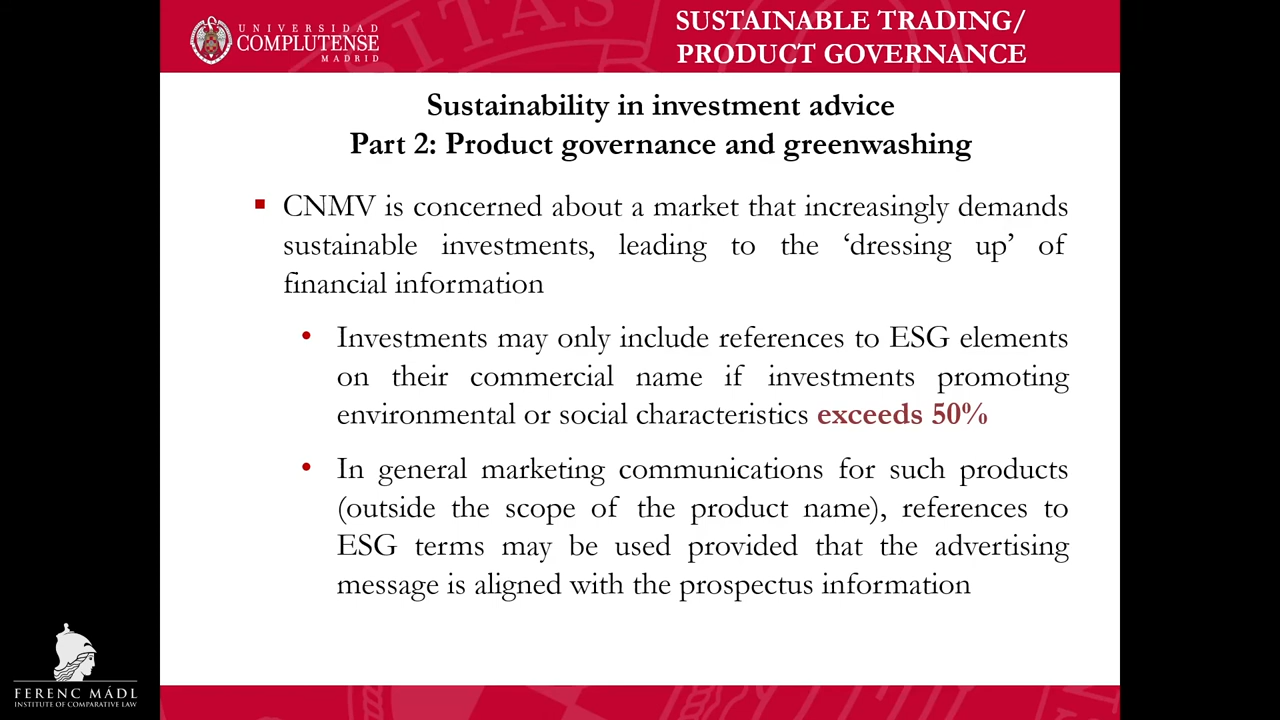 UNIVERSIDAD
COMPLUTENSE
MADRID
SUSTAINABLE TRADING/
PRODUCT GOVERNANCE
Sustainability in investment advice
Part 2: Product governance and greenwashing
▪ CNMV is concerned about a market that increasingly demands
sustainable investments, leading to the ‘dressing up’ of
financial information
• Investments may only include references to ESG elements
on their commercial name if investments promoting
environmental or social characteristics exceeds 50%
• In general marketing communications for such products
(outside the scope of the product name), references to
ESG terms may be used provided that the advertising
message is aligned with the prospectus information
FERENC MÁDL
INSTITUTE OF COMPARATIVE LAW